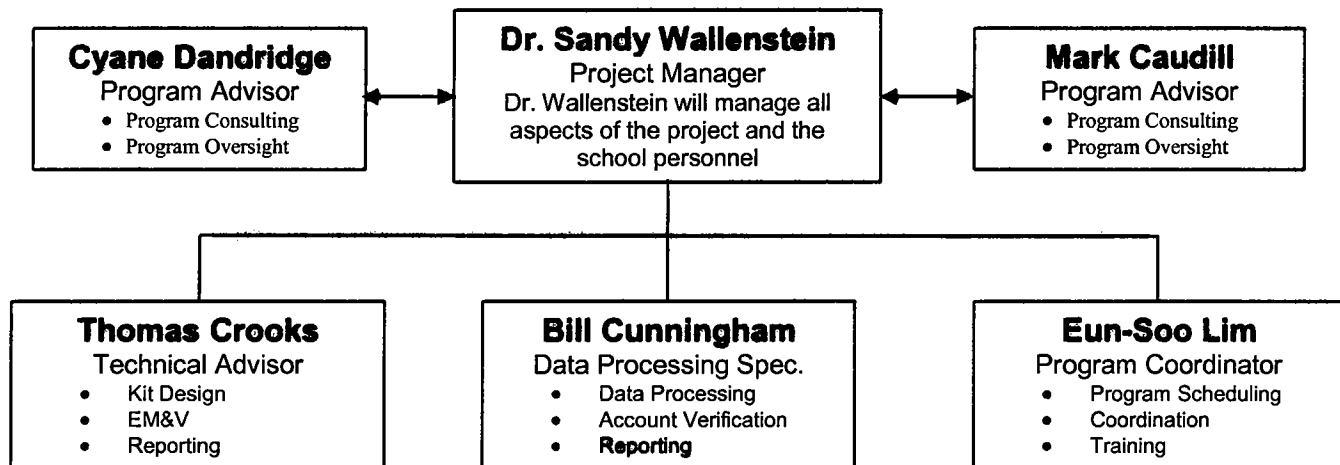 Cyane Dandridge
Program Advisor
• Program Consulting
• Program Oversight
Dr. Sandy Wallenstein
Project Manager
Dr. Wallenstein will manage all
aspects of the project and the
school personnel
Mark Caudill
Program Advisor
• Program Consulting
• Program Oversight
Thomas Crooks
Technical Advisor
• Kit Design
• EM&V
• Reporting
Bill Cunningham
Data Processing Spec.
• Data Processing
• Account Verification
• Reporting
Eun-Soo Lim
Program Coordinator
• Program Scheduling
• Coordination
• Training